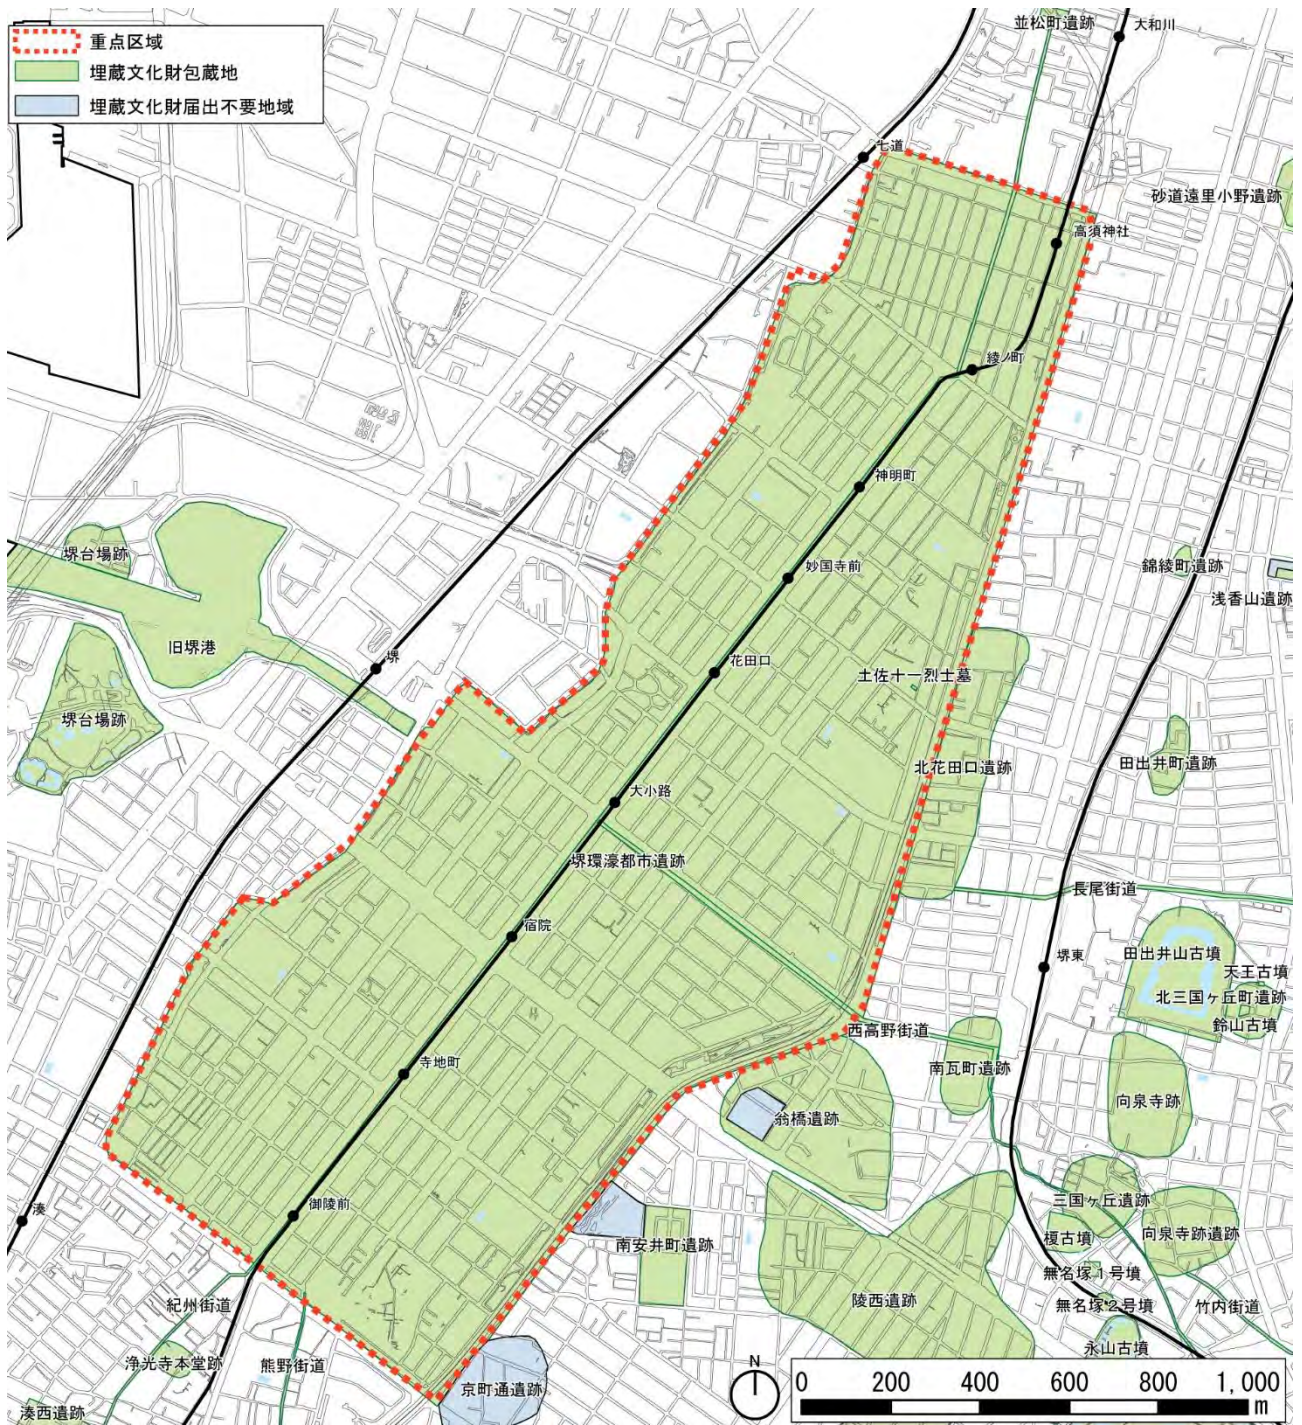 重点区域
埋蔵文化財包蔵地
埋蔵文化財届出不要地域
並松町遺跡
大和川
七道
砂道遠里小野遺跡
高須神社
綾ノ町
神明町
堺台場跡
妙国寺前
錦綾町遺跡
浅香山遺跡
旧堺港
堺
花田口
土佐十一烈士墓
堺台場跡
北花田口遺跡
田出井町遺跡
大小路
堺環濠都市遺跡
長尾街道
宿院
堺東
田出井山古墳
天王古墳
北三国ヶ丘町遺跡
鈴山古墳
西高野街道
南瓦町遺跡
寺地町
向泉寺跡
翁橋遺跡
三国ヶ丘遺跡
湊
御陵前
南安井町遺跡
榎古墳
向泉寺跡遺跡
無名塚1号墳
紀州街道
陵西遺跡
無名塚2号墳
竹内街道
永山古墳
浄光寺本堂跡
熊野街道
京町通遺跡
湊西遺跡
N
0 200 400 600 800 1,000
m